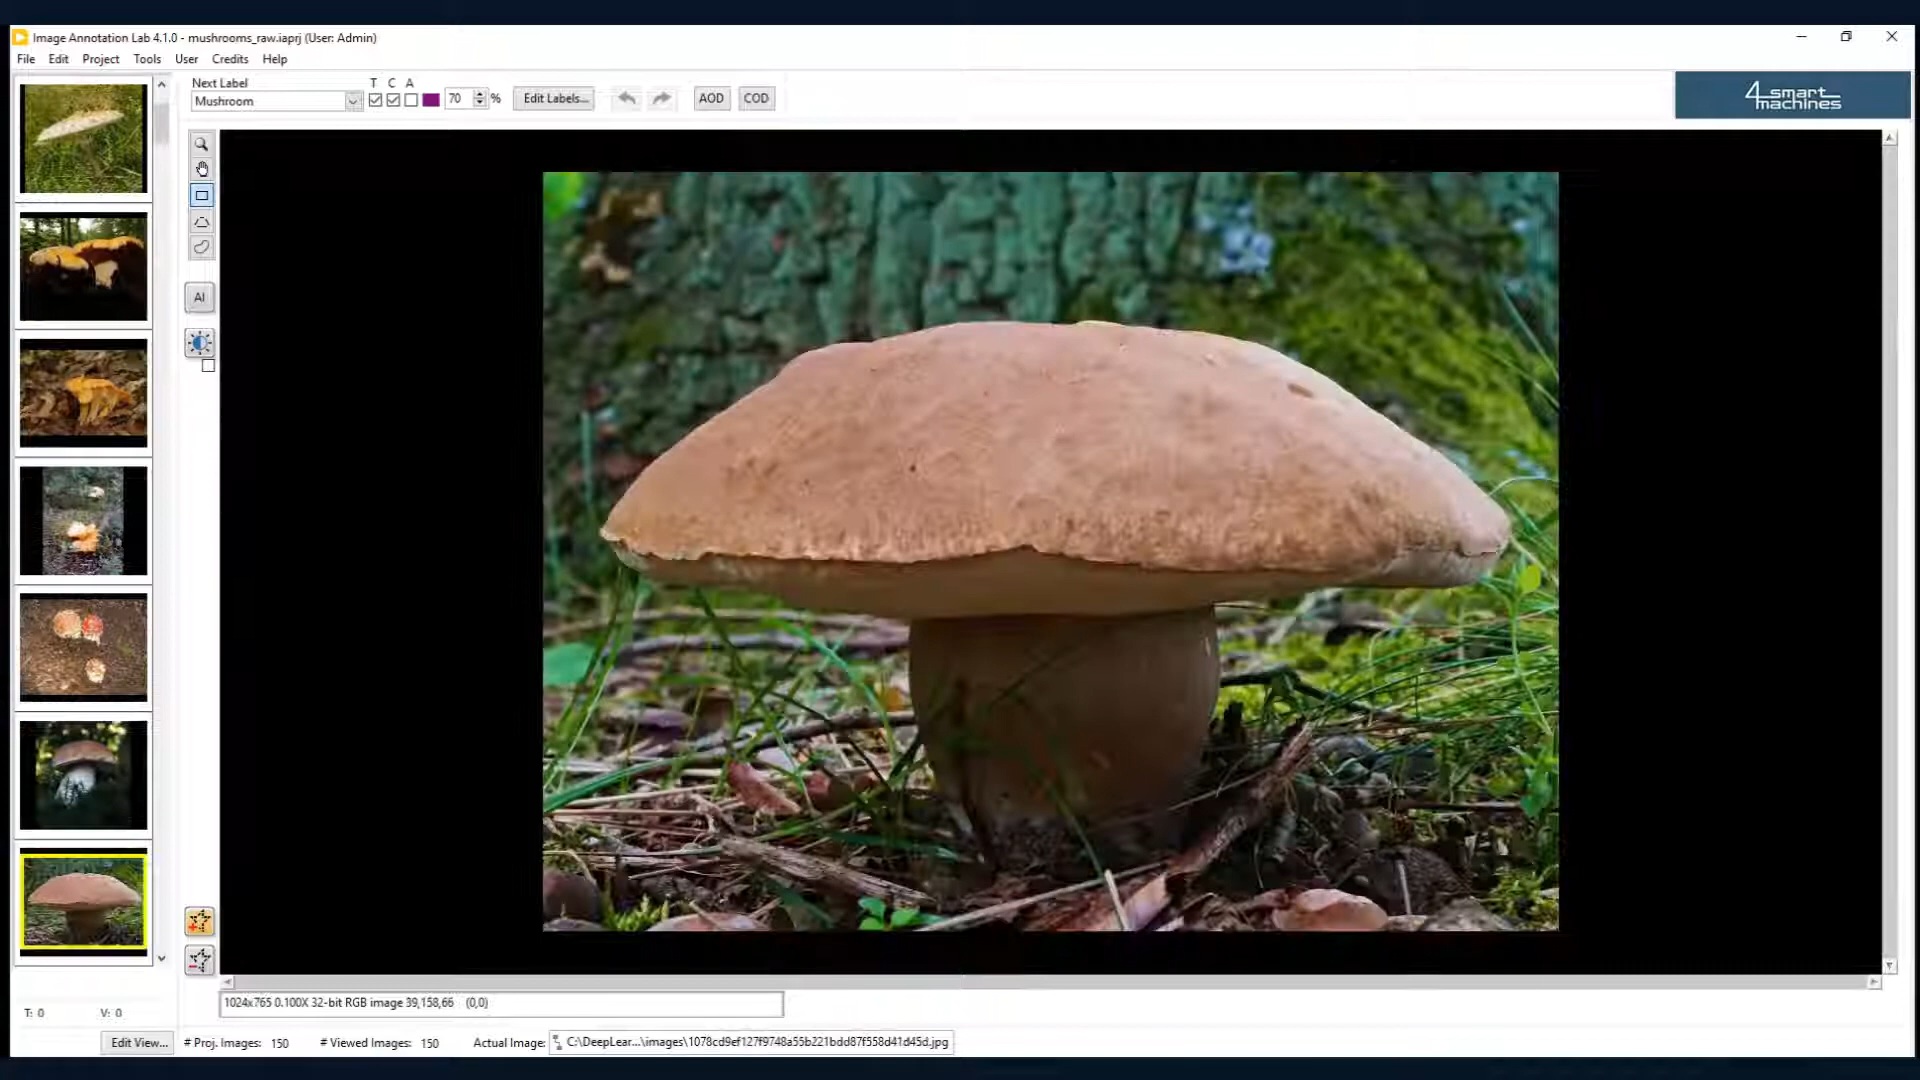 Image Annotation Lab 4.1.0 - mushrooms_raw.iaprj (User: Admin)
File Edit Project Tools User Credits Help
Next Label T C A
Mushroom 70 % Edit Labels... AOD COD
4smart machines
AI
1024x765 0.100X 32-bit RGB image 39,158,66 (0,0)
T: 0 V: 0
Edit View... # Proj. Images: 150 # Viewed Images: 150 Actual Image: C:\DeepLear...\images\1078cd9ef127f9748a55b221bdd87f558d41d45d.jpg